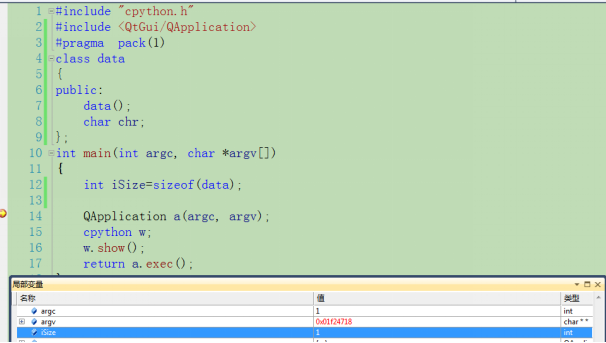 1 #include "cpython.h"
2 #include <QtGui/QApplication>
3 #pragma  pack(1)
4 class data
5 {
6 public:
7     data();
8     char chr;
9 };
10 int main(int argc, char *argv[])
11 {
12     int iSize=sizeof(data);
13
14     QApplication a(argc, argv);
15     cpython w;
16     w.show();
17     return a.exec();
局部变量
名称 值 类型
argc 1 int
argv 0x01f24718 char * *
iSize 1 int